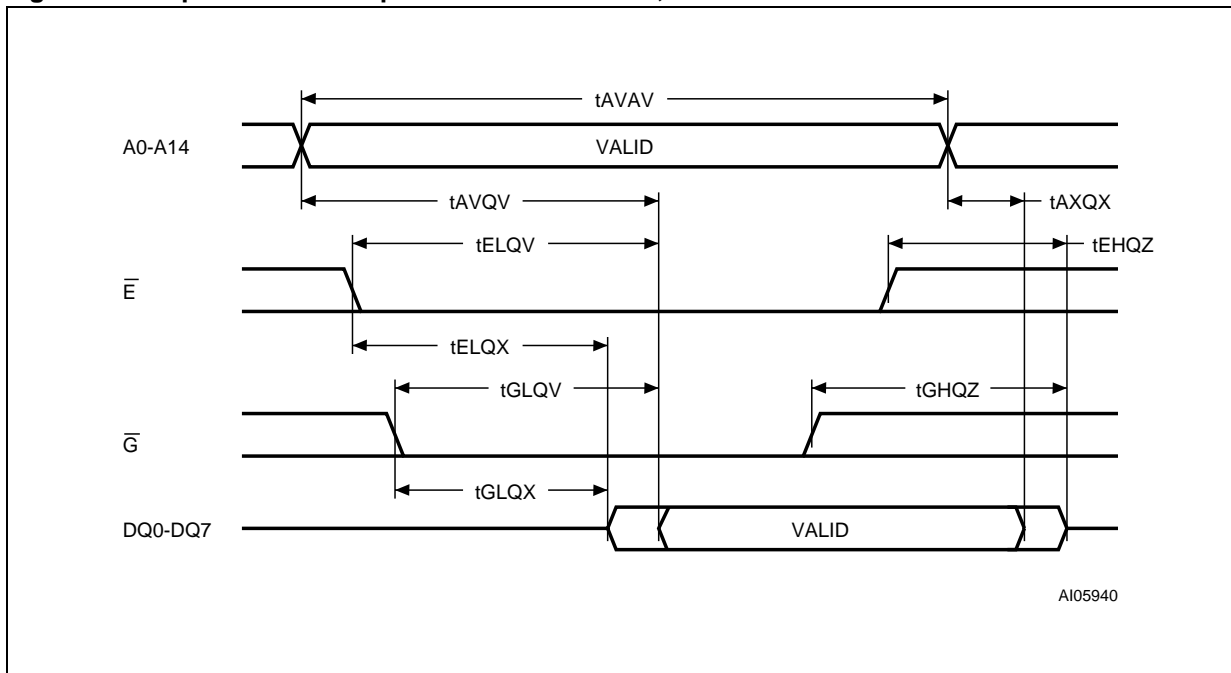 tAVAV
A0-A14
VALID
tAVQV
tAXQX
tELQV
tEHQZ
E
tELQX
tGLQV
tGHQZ
G
tGLQX
DQ0-DQ7
VALID
AI05940